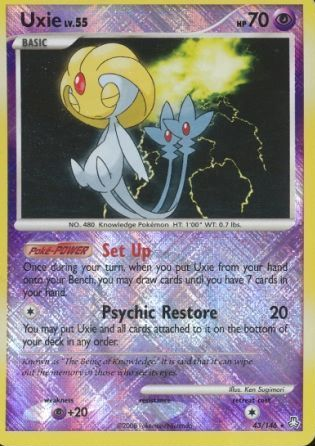 Uxie LV.55 HP 70
BASIC
NO. 480 Knowledge Pokémon HT: 1'00" WT: 0.7 lbs.
Poké-POWER Set Up
Once during your turn, when you put Uxie from your hand
onto your Bench, you may draw cards until you have 7 cards in
your hand.
Psychic Restore 20
You may put Uxie and all cards attached to it on the bottom of
your deck in any order.
Known as "The Being of Knowledge." It is said that it can wipe
out the memory of those who see its eyes.
Illus. Ken Sugimori
weakness resistance retreat cost
+20
©2008 Pokémon/Nintendo 43/146